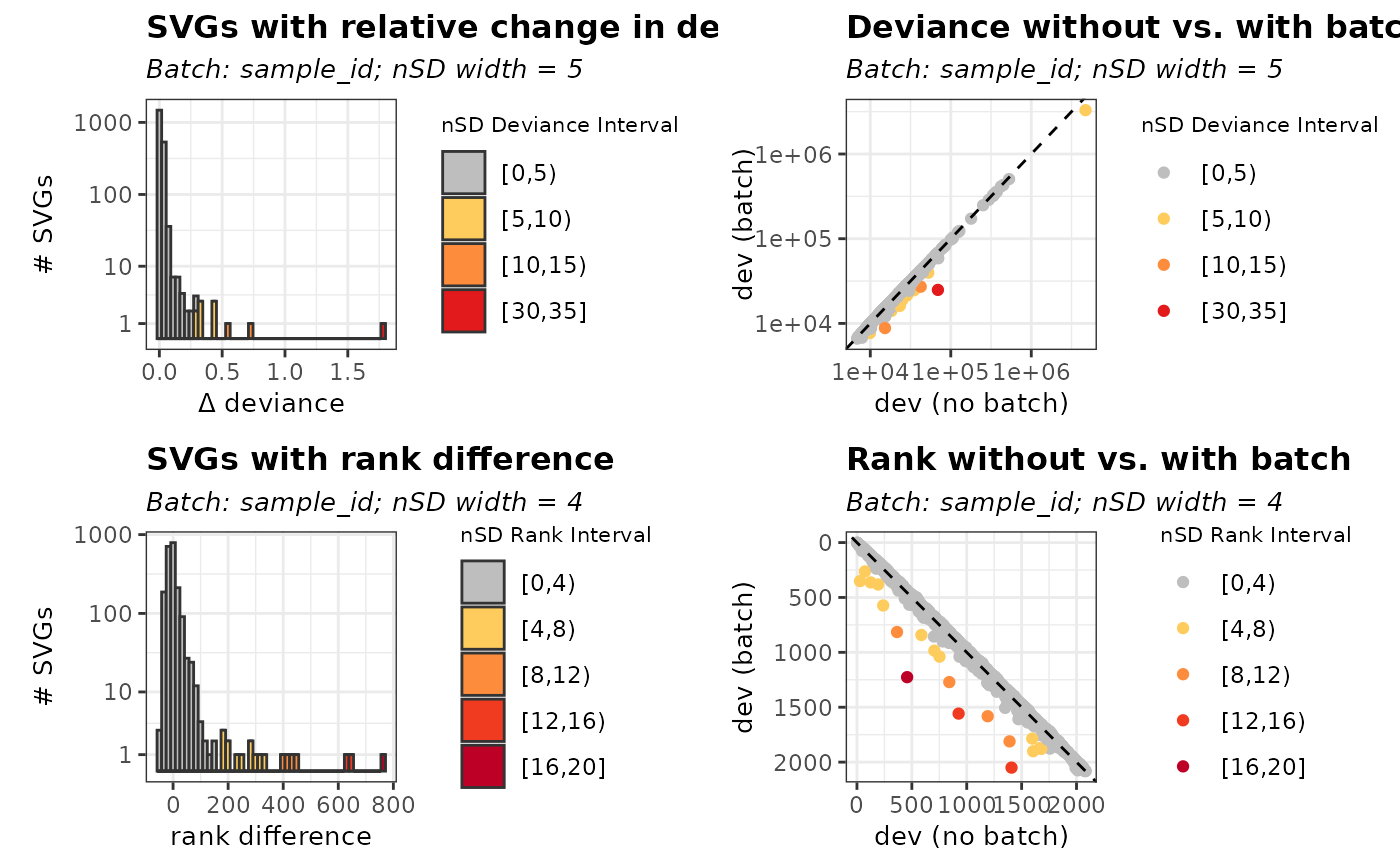 SVGs with relative change in de
Batch: sample_id; nSD width = 5
# SVGs
1000
100
10
1
0.0 0.5 1.0 1.5
Δ deviance
nSD Deviance Interval
[0,5)
[5,10)
[10,15)
[30,35]
Deviance without vs. with batc
Batch: sample_id; nSD width = 5
dev (batch)
1e+06
1e+05
1e+04
1e+04 1e+05 1e+06
dev (no batch)
nSD Deviance Interval
[0,5)
[5,10)
[10,15)
[30,35]
SVGs with rank difference
Batch: sample_id; nSD width = 4
# SVGs
1000
100
10
1
0 200 400 600 800
rank difference
nSD Rank Interval
[0,4)
[4,8)
[8,12)
[12,16)
[16,20]
Rank without vs. with batch
Batch: sample_id; nSD width = 4
dev (batch)
0
500
1000
1500
2000
0 500 1000 1500 2000
dev (no batch)
nSD Rank Interval
[0,4)
[4,8)
[8,12)
[12,16)
[16,20]